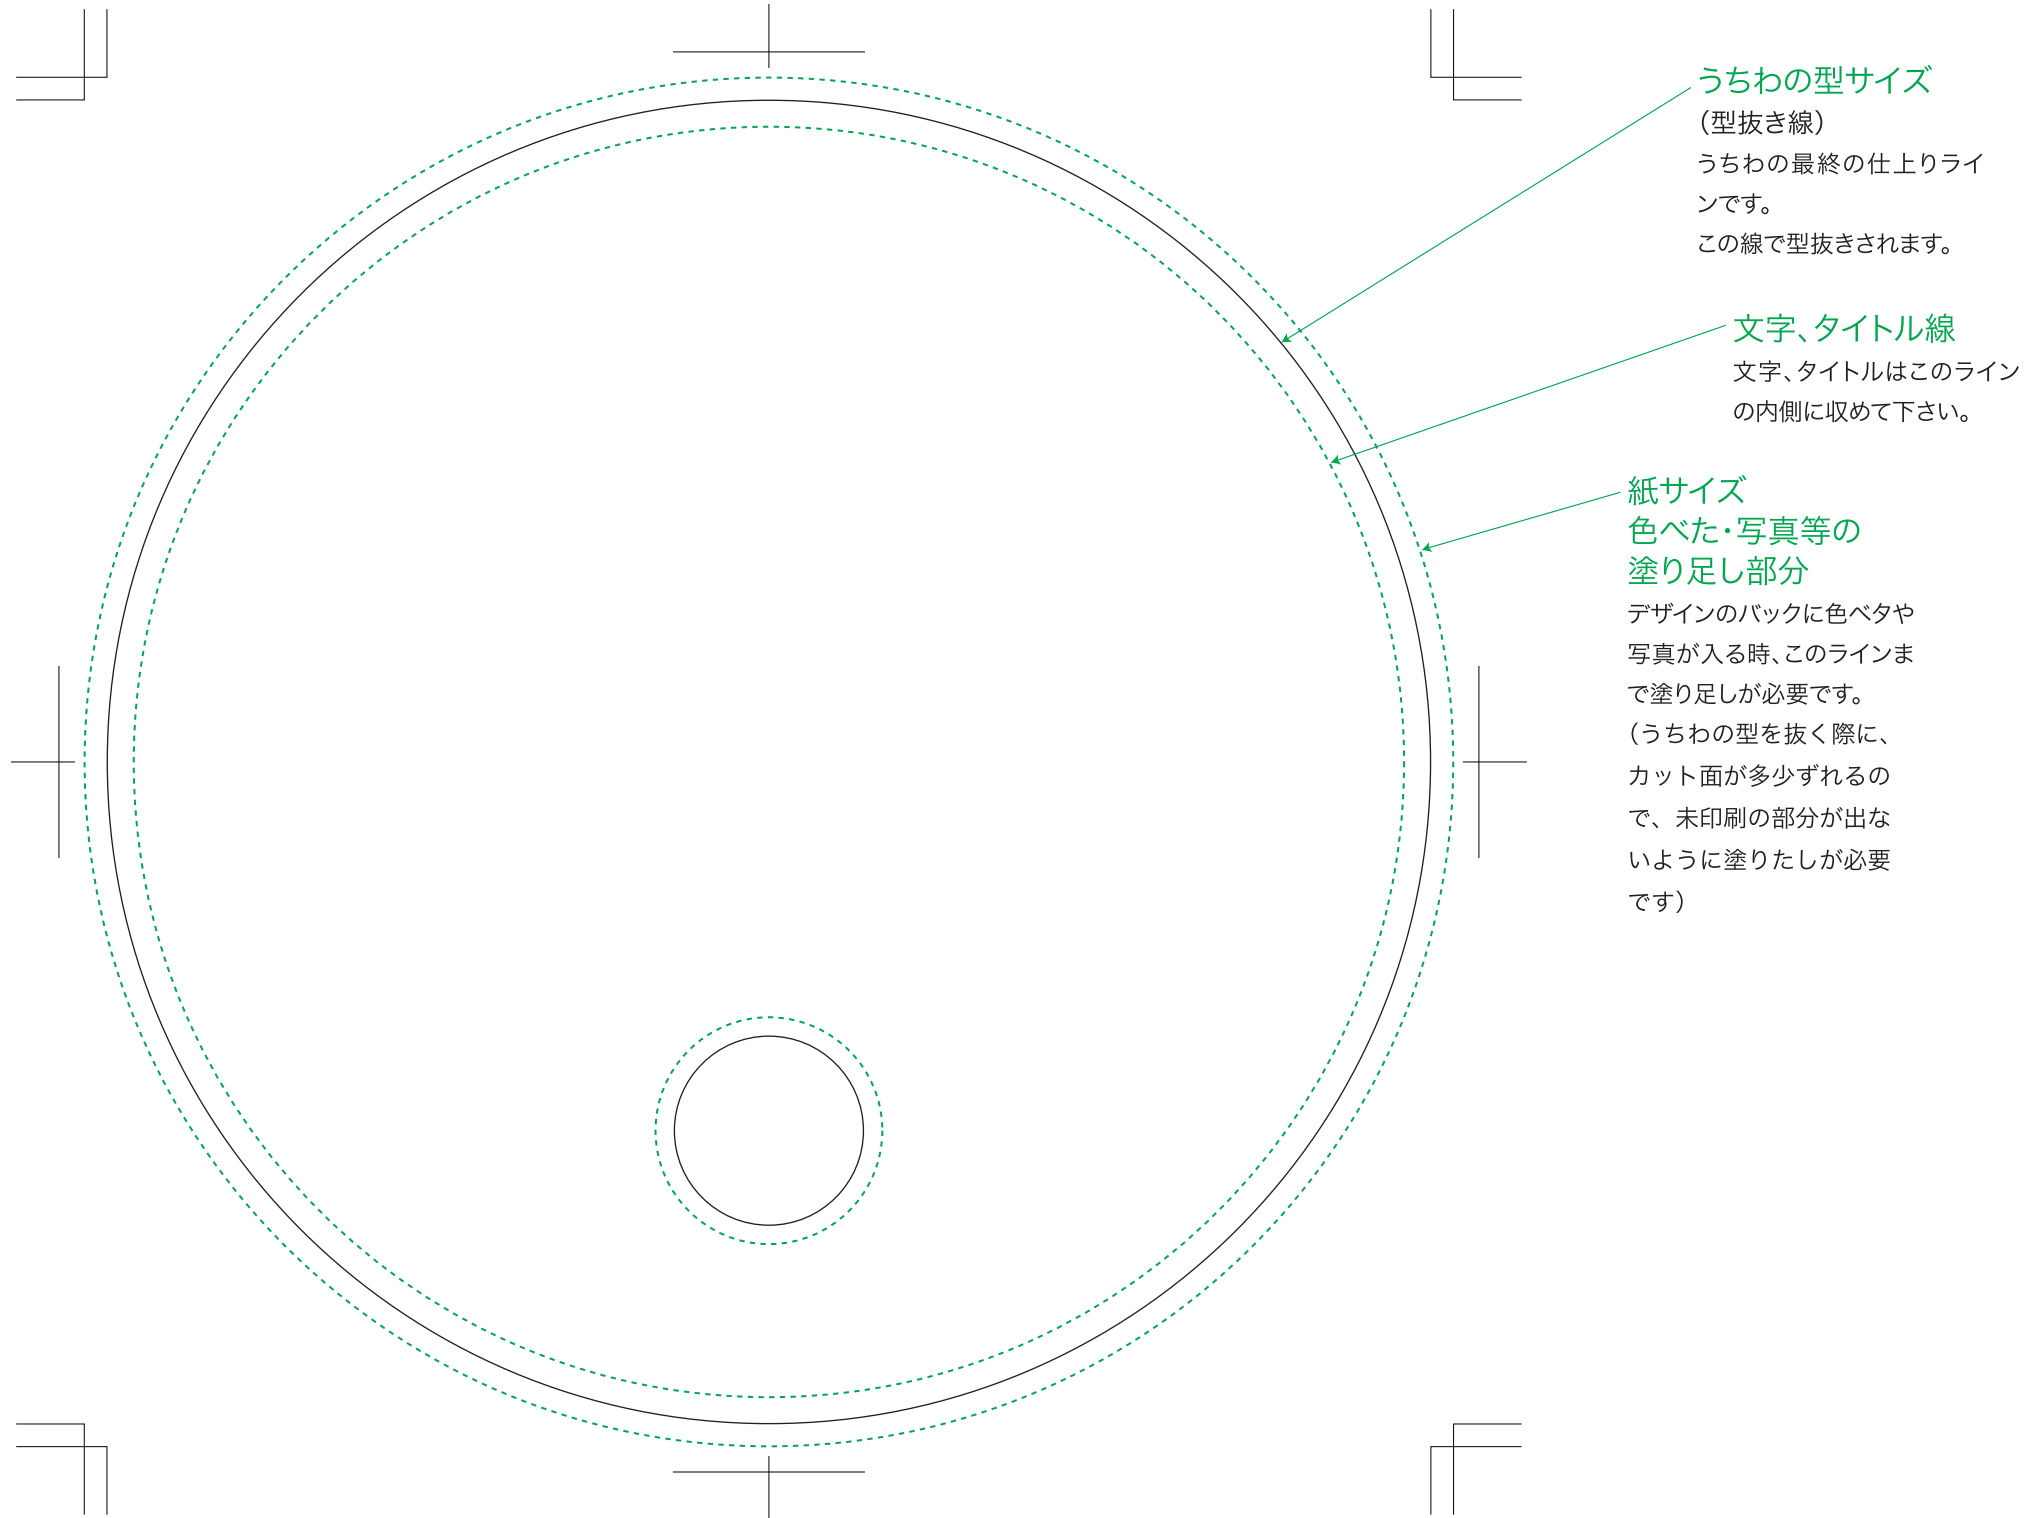 うちわの型サイズ
（型抜き線）
うちわの最終の仕上りライ
ンです。
この線で型抜きされます。
文字、タイトル線
文字、タイトルはこのライン
の内側に収めて下さい。
紙サイズ
色べた・写真等の
塗り足し部分
デザインのバックに色ベタや
写真が入る時、このラインま
で塗り足しが必要です。
（うちわの型を抜く際に、
カット面が多少ずれるの
で、未印刷の部分が出な
いように塗りたしが必要
です）